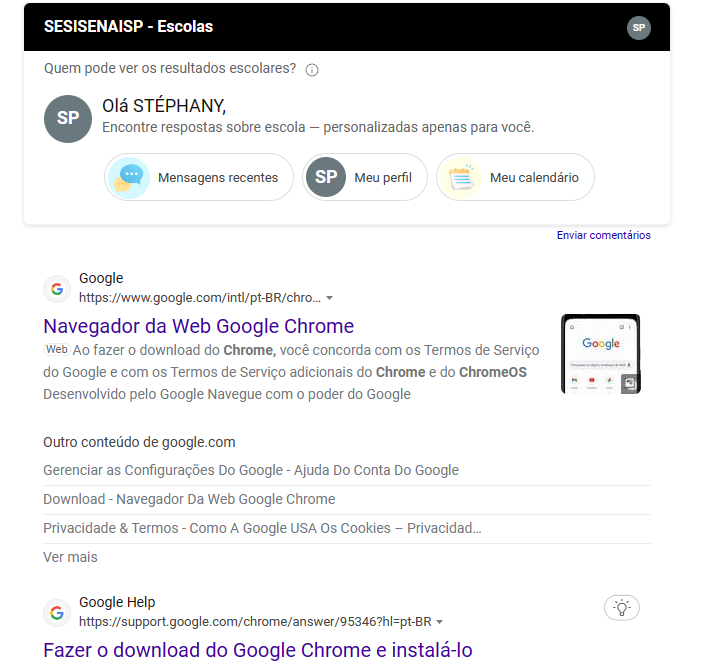 SESISENAISP - Escolas
SP
Quem pode ver os resultados escolares?
SP
Olá STÉPHANY,
Encontre respostas sobre escola — personalizadas apenas para você.
Mensagens recentes
SP
Meu perfil
Meu calendário
Enviar comentários
Google
https://www.google.com/intl/pt-BR/chro...
Navegador da Web Google Chrome
Web Ao fazer o download do Chrome, você concorda com os Termos de Serviço
do Google e com os Termos de Serviço adicionais do Chrome e do ChromeOS
Desenvolvido pelo Google Navegue com o poder do Google
Google
Outro conteúdo de google.com
Gerenciar as Configurações Do Google - Ajuda Do Conta Do Google
Download - Navegador Da Web Google Chrome
Privacidade & Termos - Como A Google USA Os Cookies – Privacidad...
Ver mais
Google Help
https://support.google.com/chrome/answer/95346?hl=pt-BR
Fazer o download do Google Chrome e instalá-lo